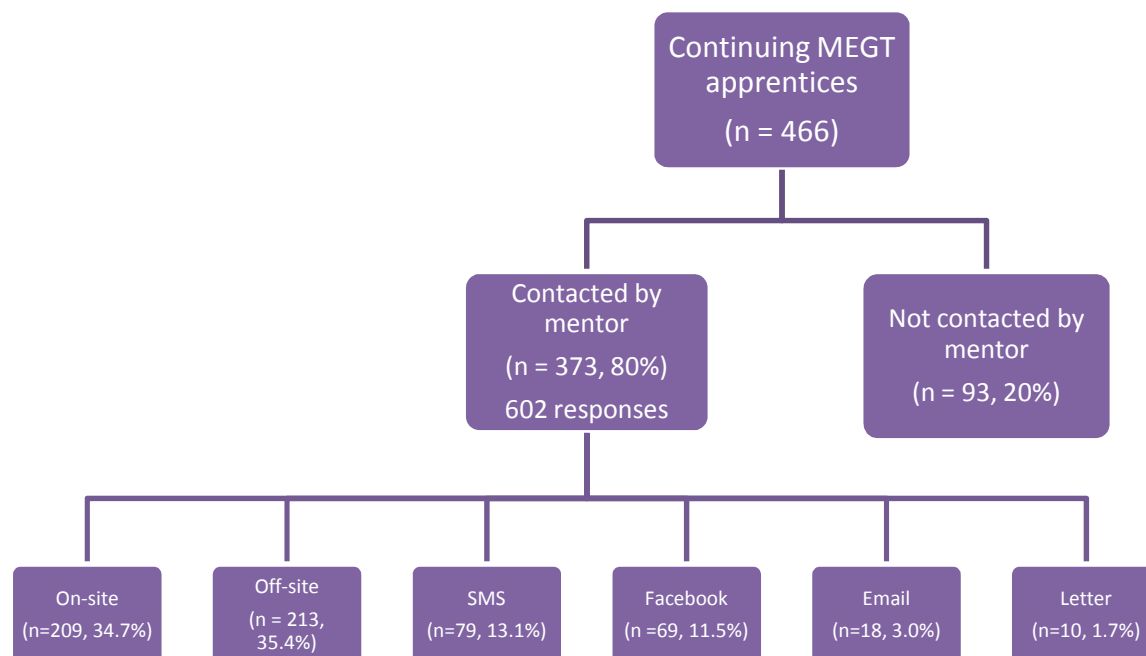 Continuing MEGT
apprentices
(n = 466)
Contacted by
mentor
(n = 373, 80%)
602 responses
Not contacted by
mentor
(n = 93, 20%)
On-site
(n=209, 34.7%)
Off-site
(n = 213,
35.4%)
SMS
(n=79, 13.1%)
Facebook
(n =69, 11.5%)
Email
(n=18, 3.0%)
Letter
(n=10, 1.7%)